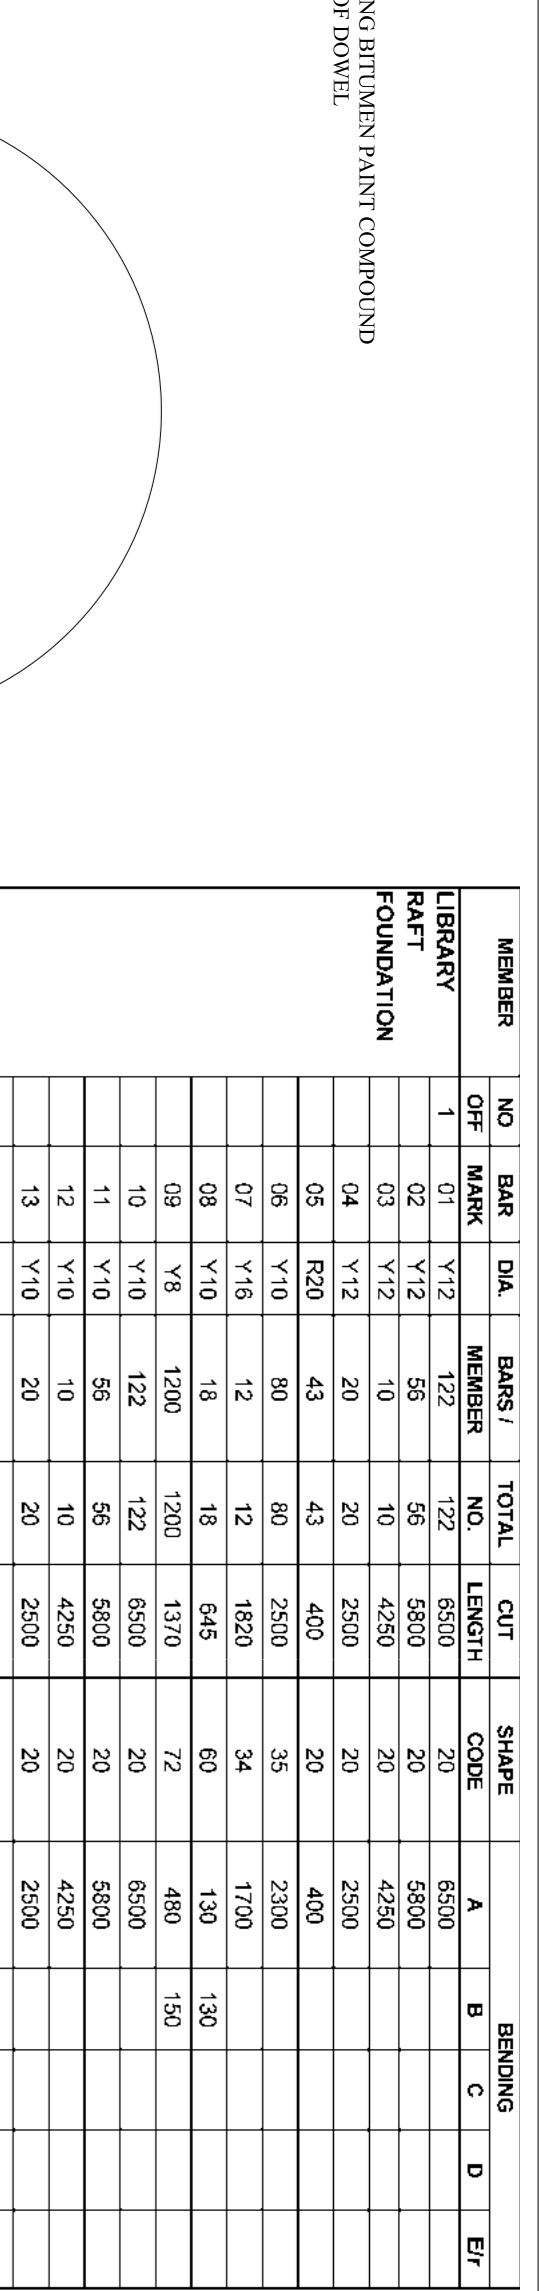 NG BITUMEN PAINT COMPOUND
OF DOWEL
MEMBER NO OFF BAR MARK DIA. BARS / MEMBER TOTAL NO. CUT LENGTH SHAPE CODE BENDING
A B C D E/r
LIBRARY 1 01 Y12 122 122 6500 20 6500
RAFT 02 Y12 56 56 5800 20 5800
FOUNDATION 03 Y12 10 10 4250 20 4250
04 Y12 20 20 2500 20 2500
05 R20 43 43 400 20 400
06 Y10 80 80 2500 35 2300
07 Y16 12 12 1820 34 1700
08 Y10 18 18 645 60 130 130
09 Y8 1200 1200 1370 72 480 150
10 Y10 122 122 6500 20 6500
11 Y10 56 56 5800 20 5800
12 Y10 10 10 4250 20 4250
13 Y10 20 20 2500 20 2500